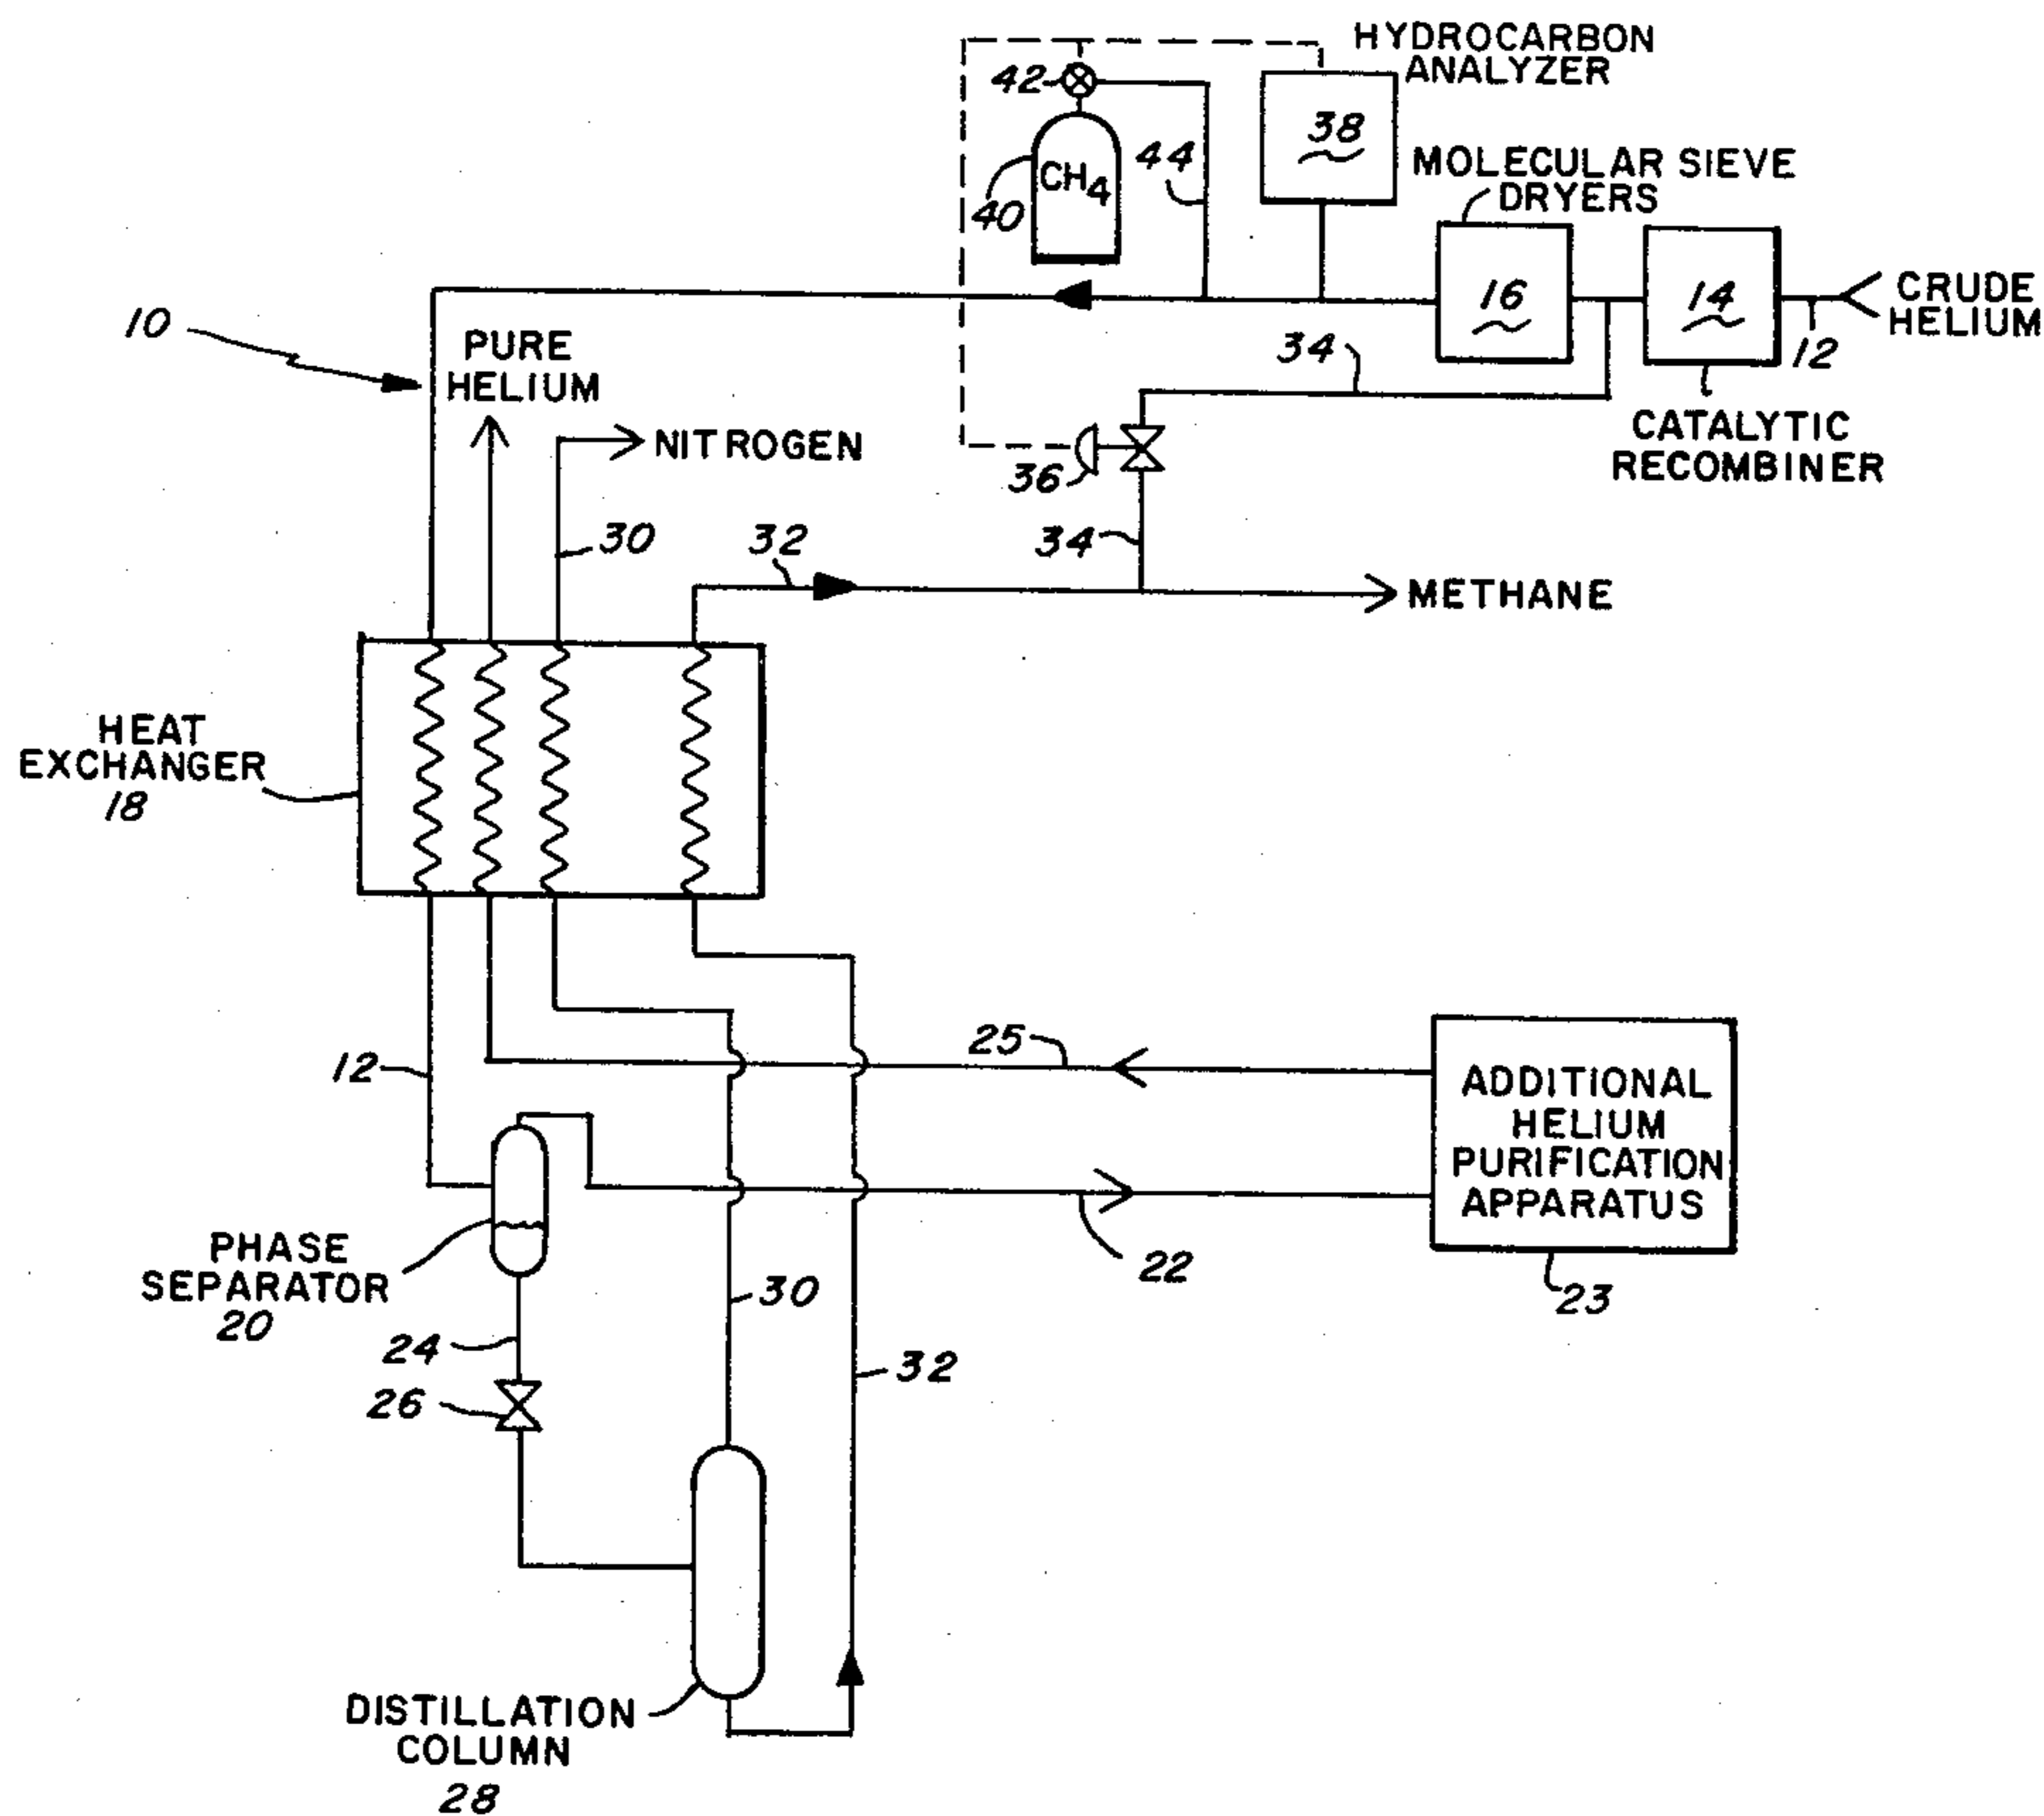 HYDROCARBON
ANALYZER
42
38
CH4
40
44
MOLECULAR SIEVE
DRYERS
16
14
CRUDE
HELIUM
12
10
PURE
HELIUM
34
CATALYTIC
RECOMBINER
NITROGEN
36
30
32
34
METHANE
HEAT
EXCHANGER
18
25
12
ADDITIONAL
HELIUM
PURIFICATION
APPARATUS
PHASE
SEPARATOR
20
22
23
30
24
32
26
DISTILLATION
COLUMN
28